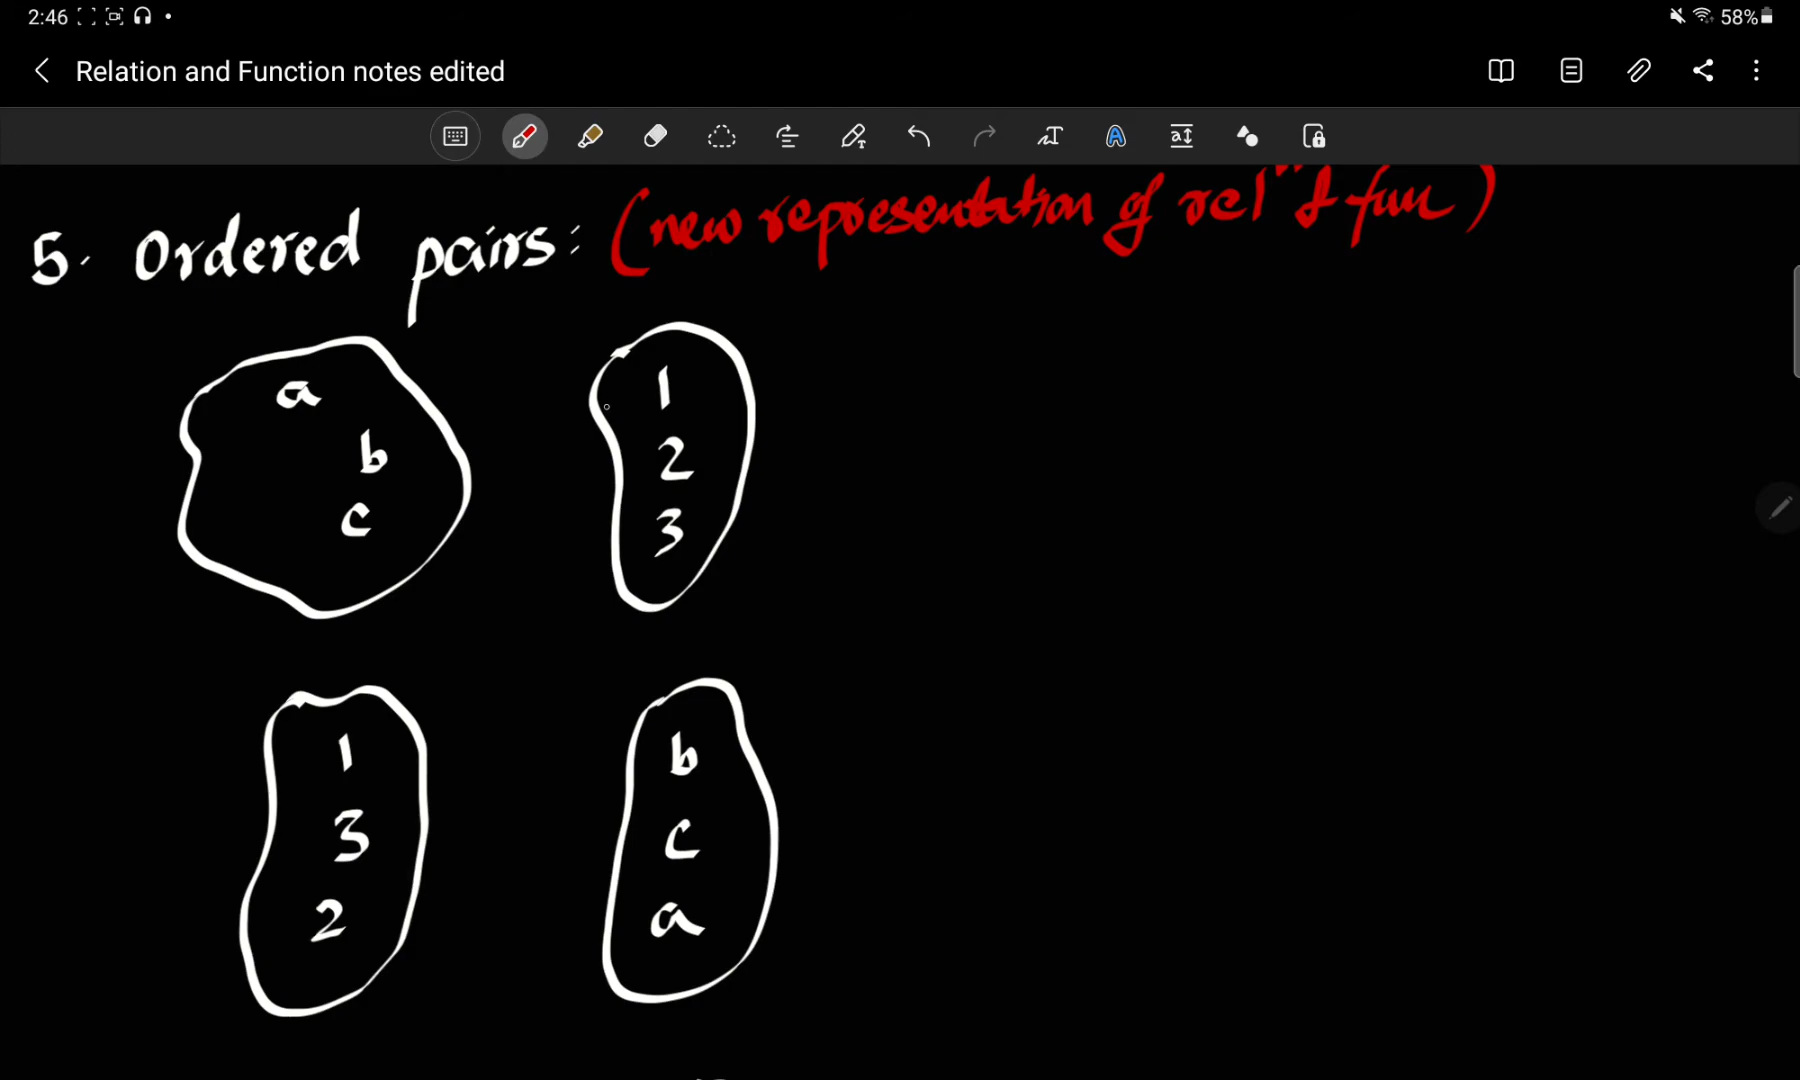 2:46
58%
Relation and Function notes edited
5. Ordered pairs: (new representation of relⁿ & fun)
a
b
c
1
2
3
1
3
2
b
c
a